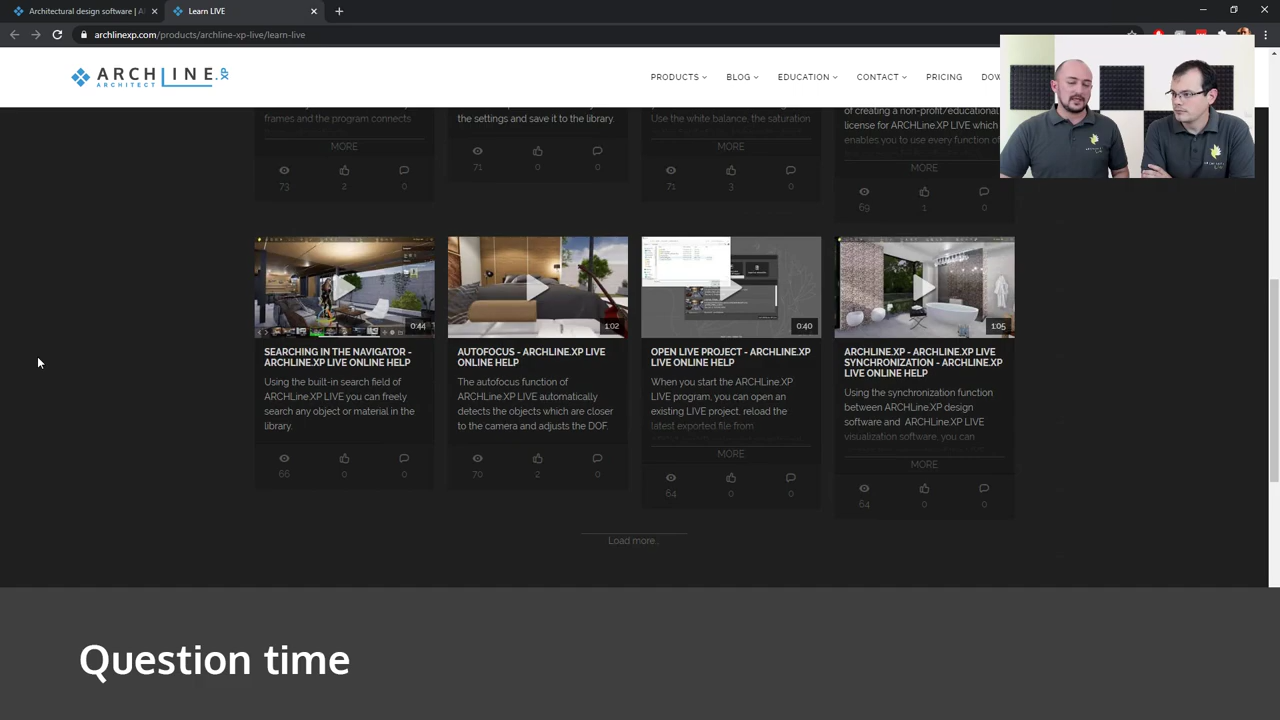 Architectural design software | A
Learn LIVE
archlinexp.com/products/archline-xp-live/learn-live
ARCHLINE.XP
ARCHITECT
PRODUCTS
BLOG
EDUCATION
CONTACT
PRICING
DOW
frames and the program connects
MORE
73
2
0
the settings and save it to the library.
71
0
0
Use the white balance, the saturation
MORE
71
3
0
of creating a non-profit/educational
license for ARCHLine.XP LIVE which
enables you to use every function of
MORE
69
1
0
0:44
SEARCHING IN THE NAVIGATOR -
ARCHLINE.XP LIVE ONLINE HELP
Using the built-in search field of
ARCHLine.XP LIVE you can freely
search any object or material in the
library.
66
0
0
1:02
AUTOFOCUS - ARCHLINE.XP LIVE
ONLINE HELP
The autofocus function of
ARCHLine.XP LIVE automatically
detects the objects which are closer
to the camera and adjusts the DOF.
70
2
0
0:40
OPEN LIVE PROJECT - ARCHLINE.XP
LIVE ONLINE HELP
When you start the ARCHLine.XP
LIVE program, you can open an
existing LIVE project, reload the
latest exported file from
MORE
64
0
0
1:05
ARCHLINE.XP - ARCHLINE.XP LIVE
SYNCHRONIZATION - ARCHLINE.XP
LIVE ONLINE HELP
Using the synchronization function
between ARCHLine.XP design
software and ARCHLine.XP LIVE
visualization software, you can
MORE
64
0
0
Load more...
Question time